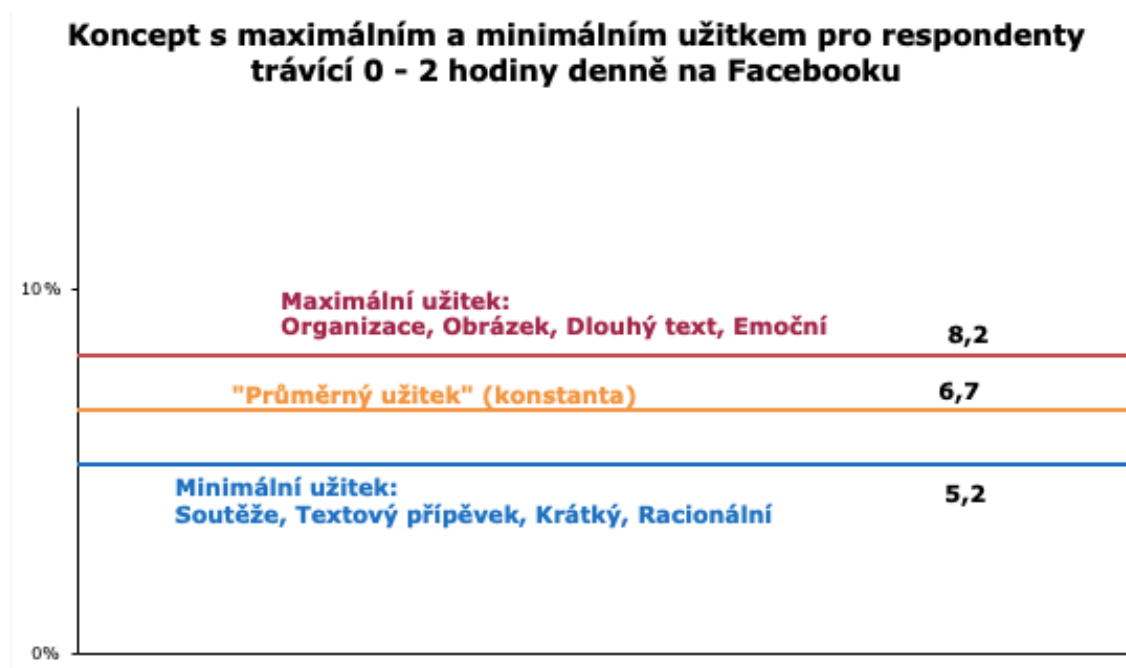 Koncept s maximálním a minimálním užitkem pro respondenty
trávící 0 - 2 hodiny denně na Facebooku
10%
Maximální užitek:
Organizace, Obrázek, Dlouhý text, Emoční
8,2
"Průměrný užitek" (konstanta)
6,7
Minimální užitek:
Soutěže, Textový přípěvek, Krátký, Racionální
5,2
0%